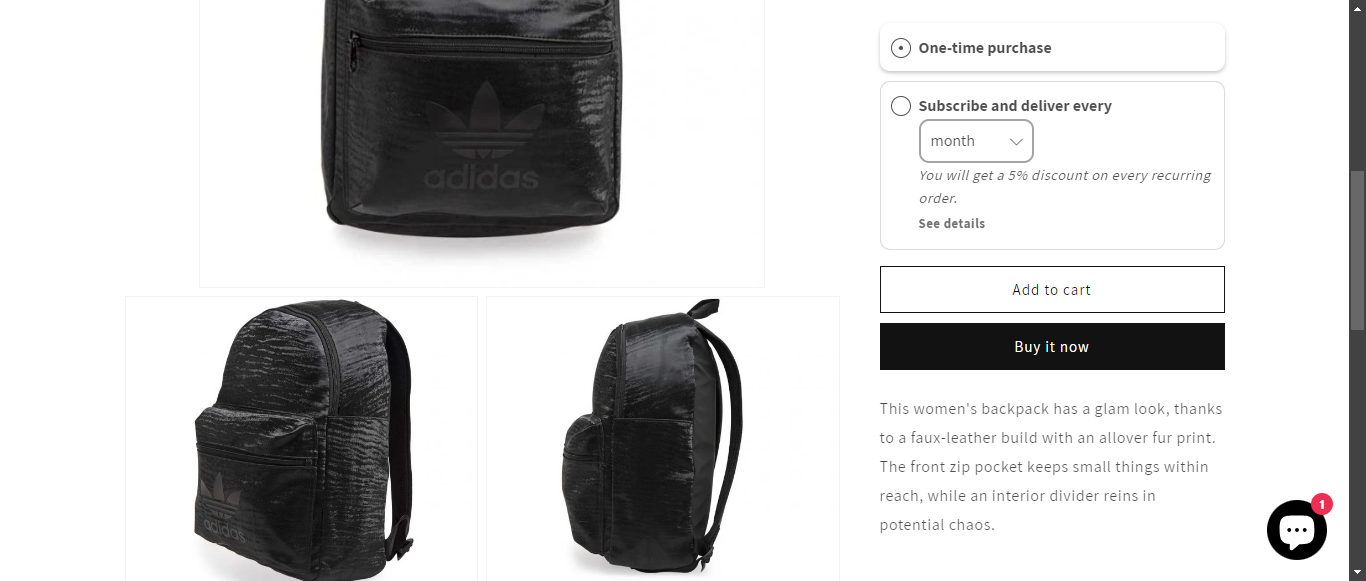 adidas
adidas
One-time purchase
Subscribe and deliver every
month
You will get a 5% discount on every recurring
order.
See details
Add to cart
Buy it now
This women's backpack has a glam look, thanks
to a faux-leather build with an allover fur print.
The front zip pocket keeps small things within
reach, while an interior divider reins in
potential chaos.
1